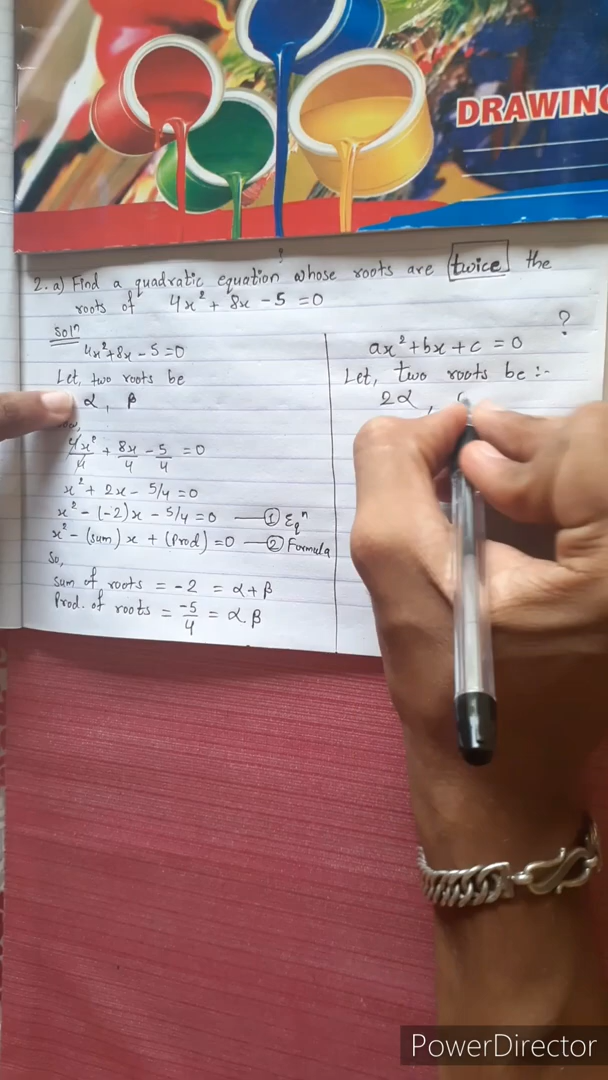 DRAWING
2. a) Find a quadratic equation whose roots are twice the
roots of 4x² + 8x - 5 = 0
Solⁿ
4x²+8x - 5 = 0
Let, two roots be
α, β
4x²/4 + 8x/4 - 5/4 = 0
x² + 2x - 5/4 = 0
x² - (-2)x - 5/4 = 0 —① Eqⁿ
x² - (sum) x + (Prod) = 0 —② Formula
So,
sum of roots = -2 = α + β
Prod. of roots = -5/4 = α.β
?
ax²+bx+c = 0
Let, two roots be :-
2α,
PowerDirector